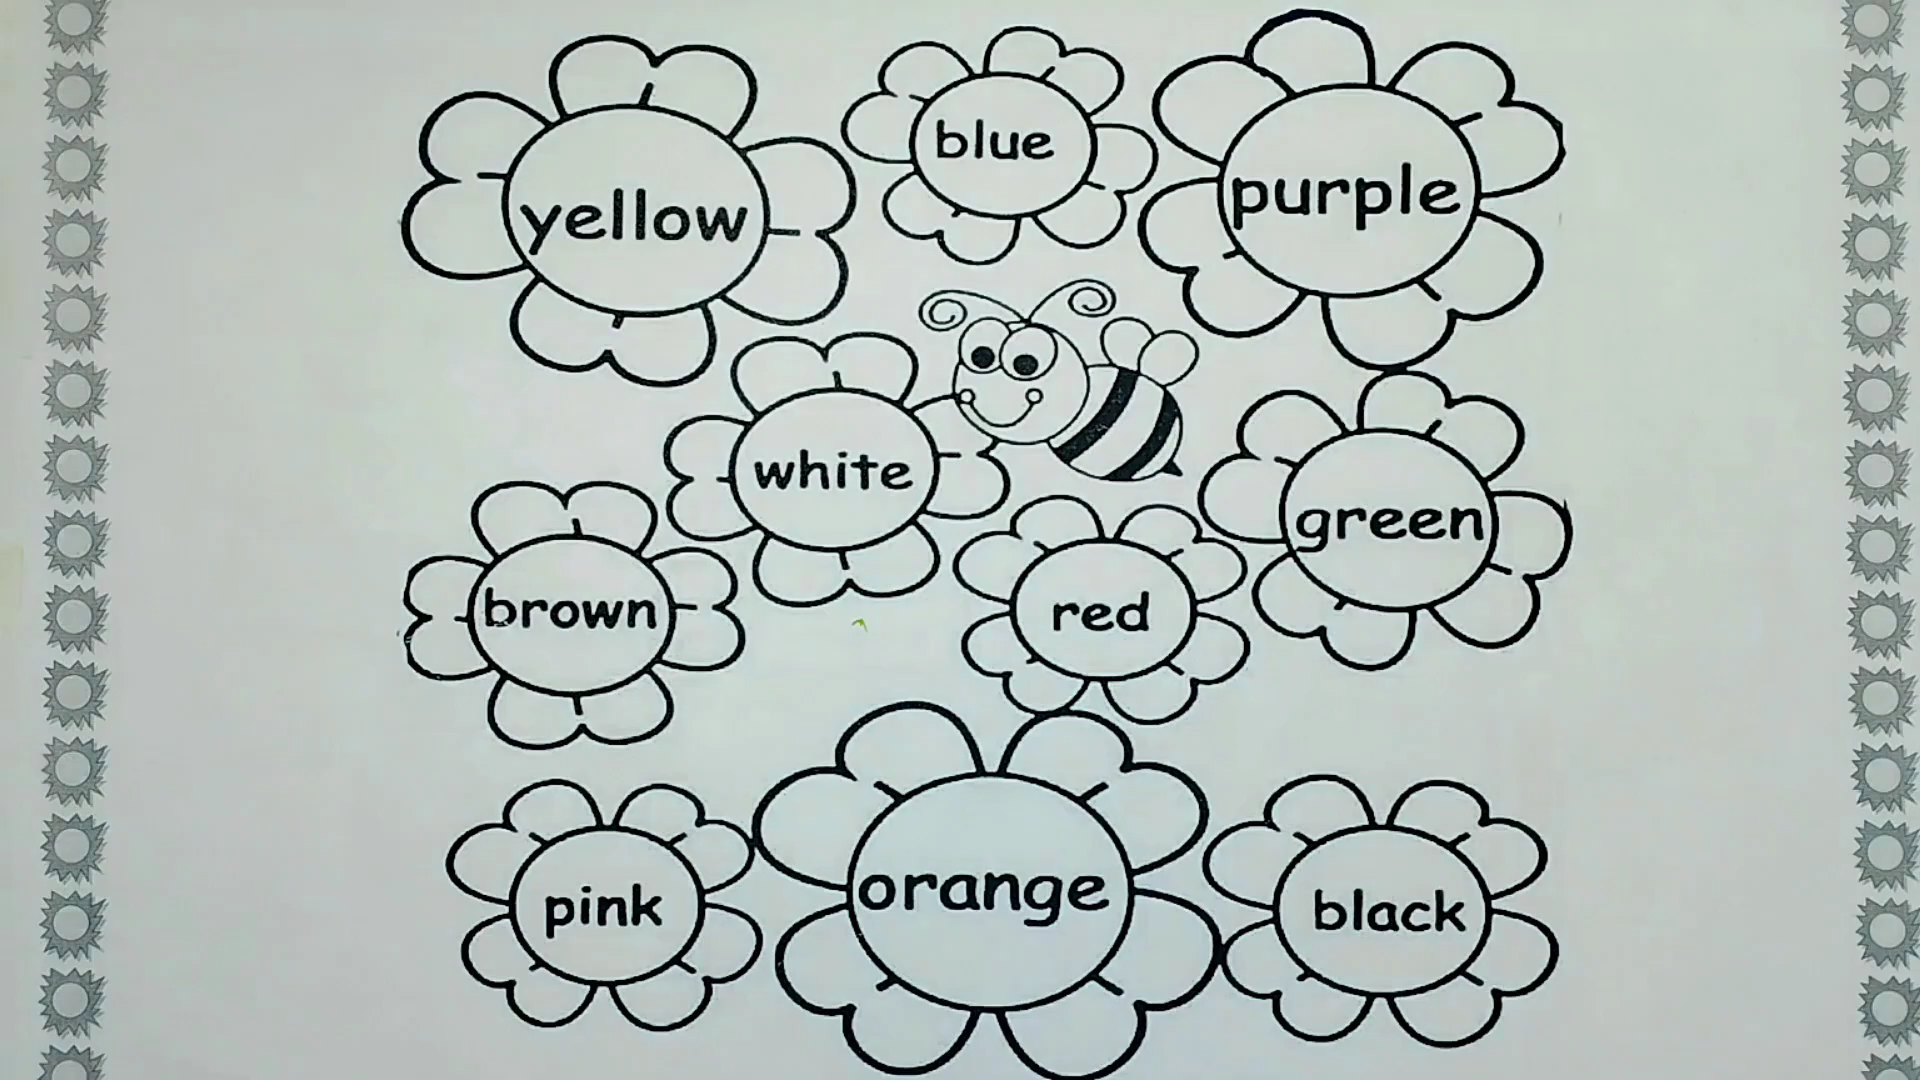 yellow
blue
purple
white
green
brown
red
pink
orange
black